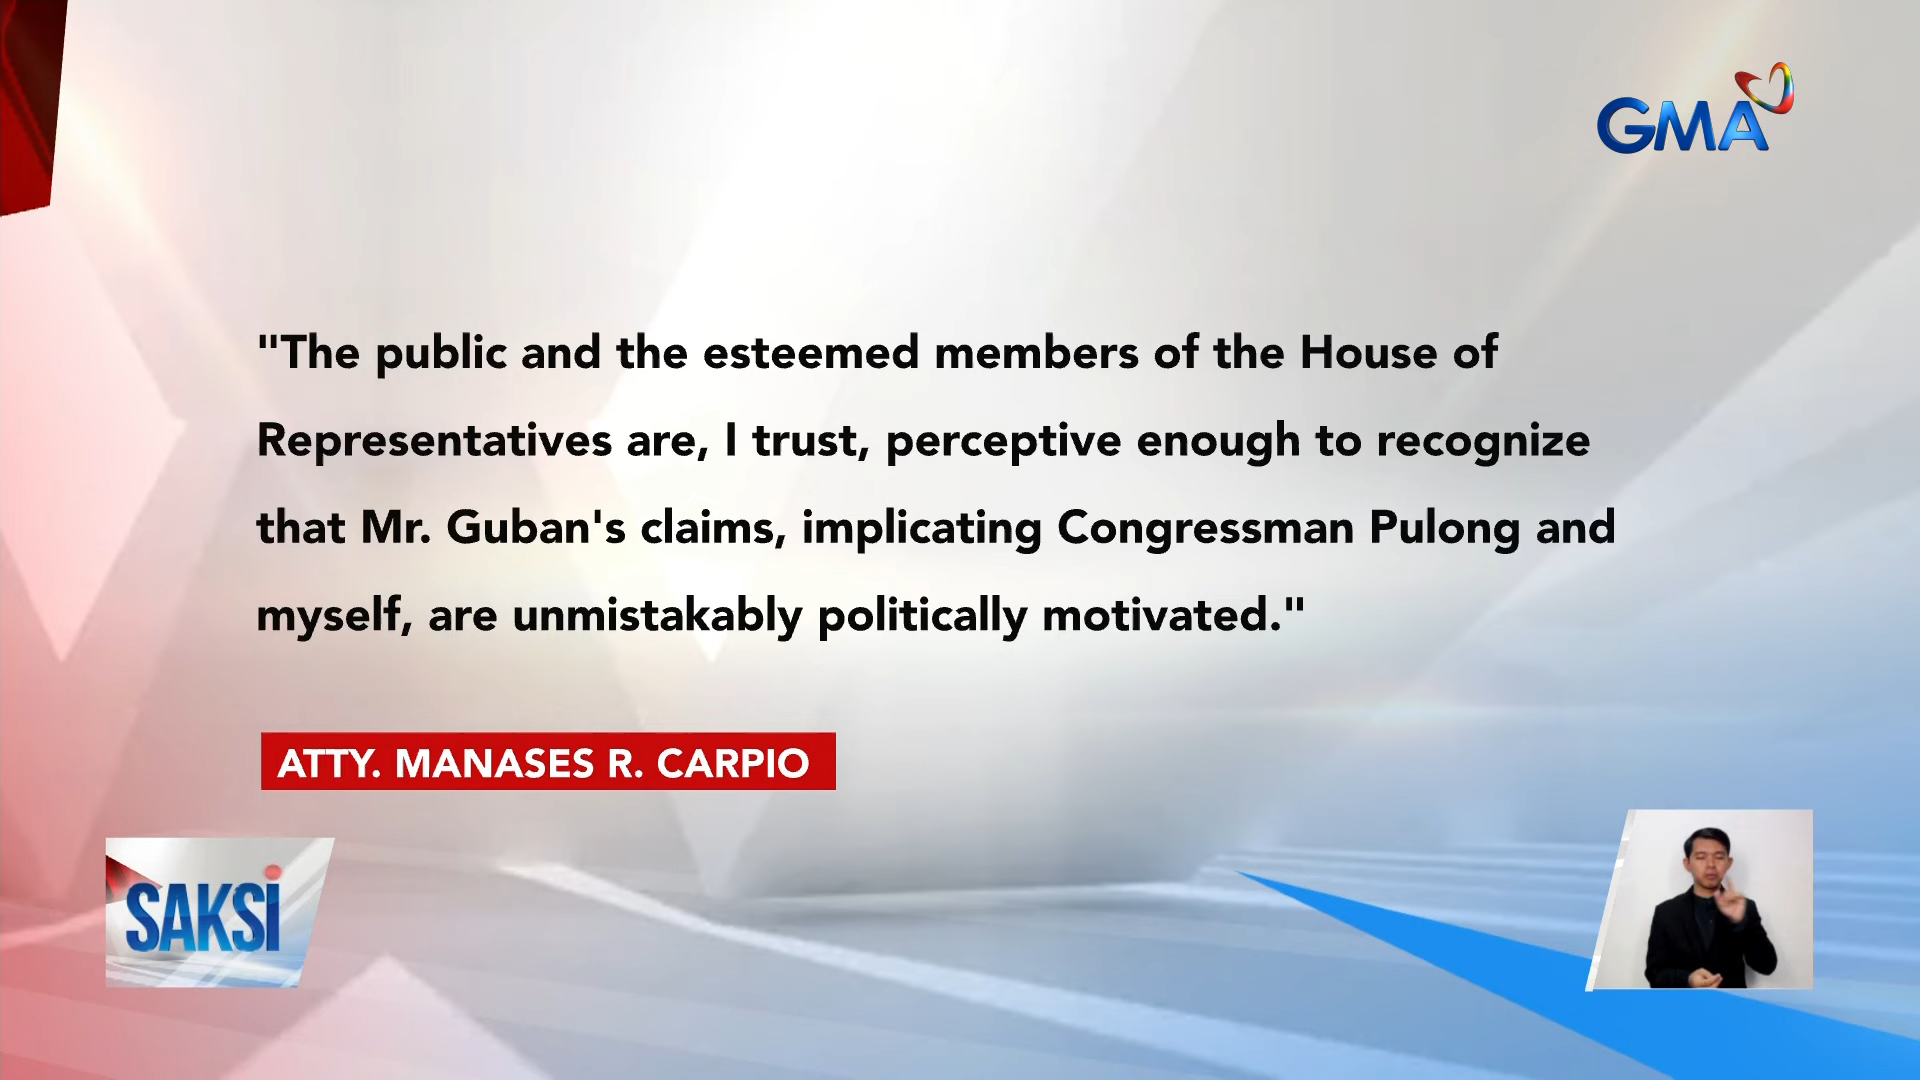 GMA
"The public and the esteemed members of the House of
Representatives are, I trust, perceptive enough to recognize
that Mr. Guban's claims, implicating Congressman Pulong and
myself, are unmistakably politically motivated."
ATTY. MANASES R. CARPIO
SAKSI